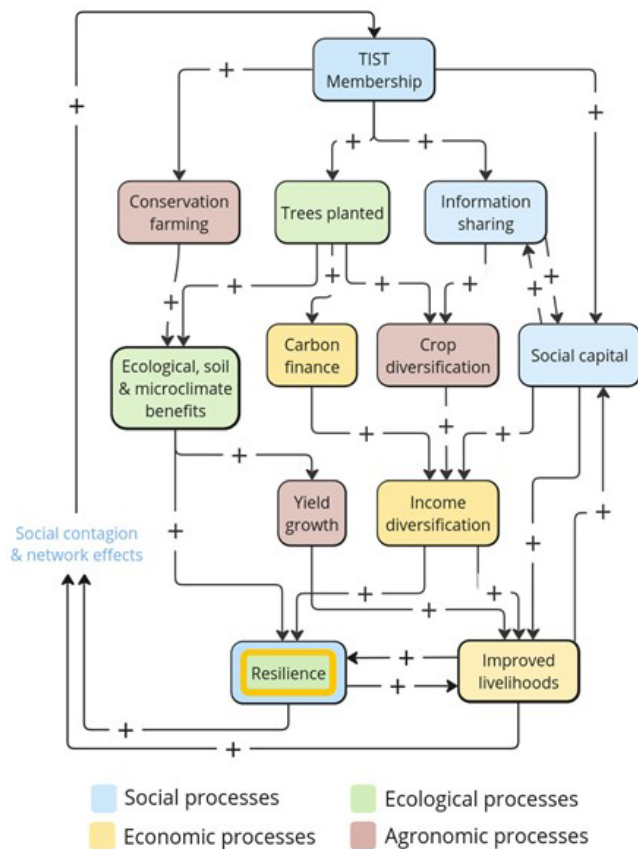 TIST
Membership
+
+
+
+
+
Conservation
farming
Trees planted
Information
sharing
+
+
+
+
+
+
+
Ecological, soil
& microclimate
benefits
Carbon
finance
Crop
diversification
Social capital
+
+
+
+
Yield
growth
Income
diversification
Social contagion
& network effects
+
+
+
+
+
+
Resilience
+
+
Improved
livelihoods
+
+
Social processes
Ecological processes
Economic processes
Agronomic processes